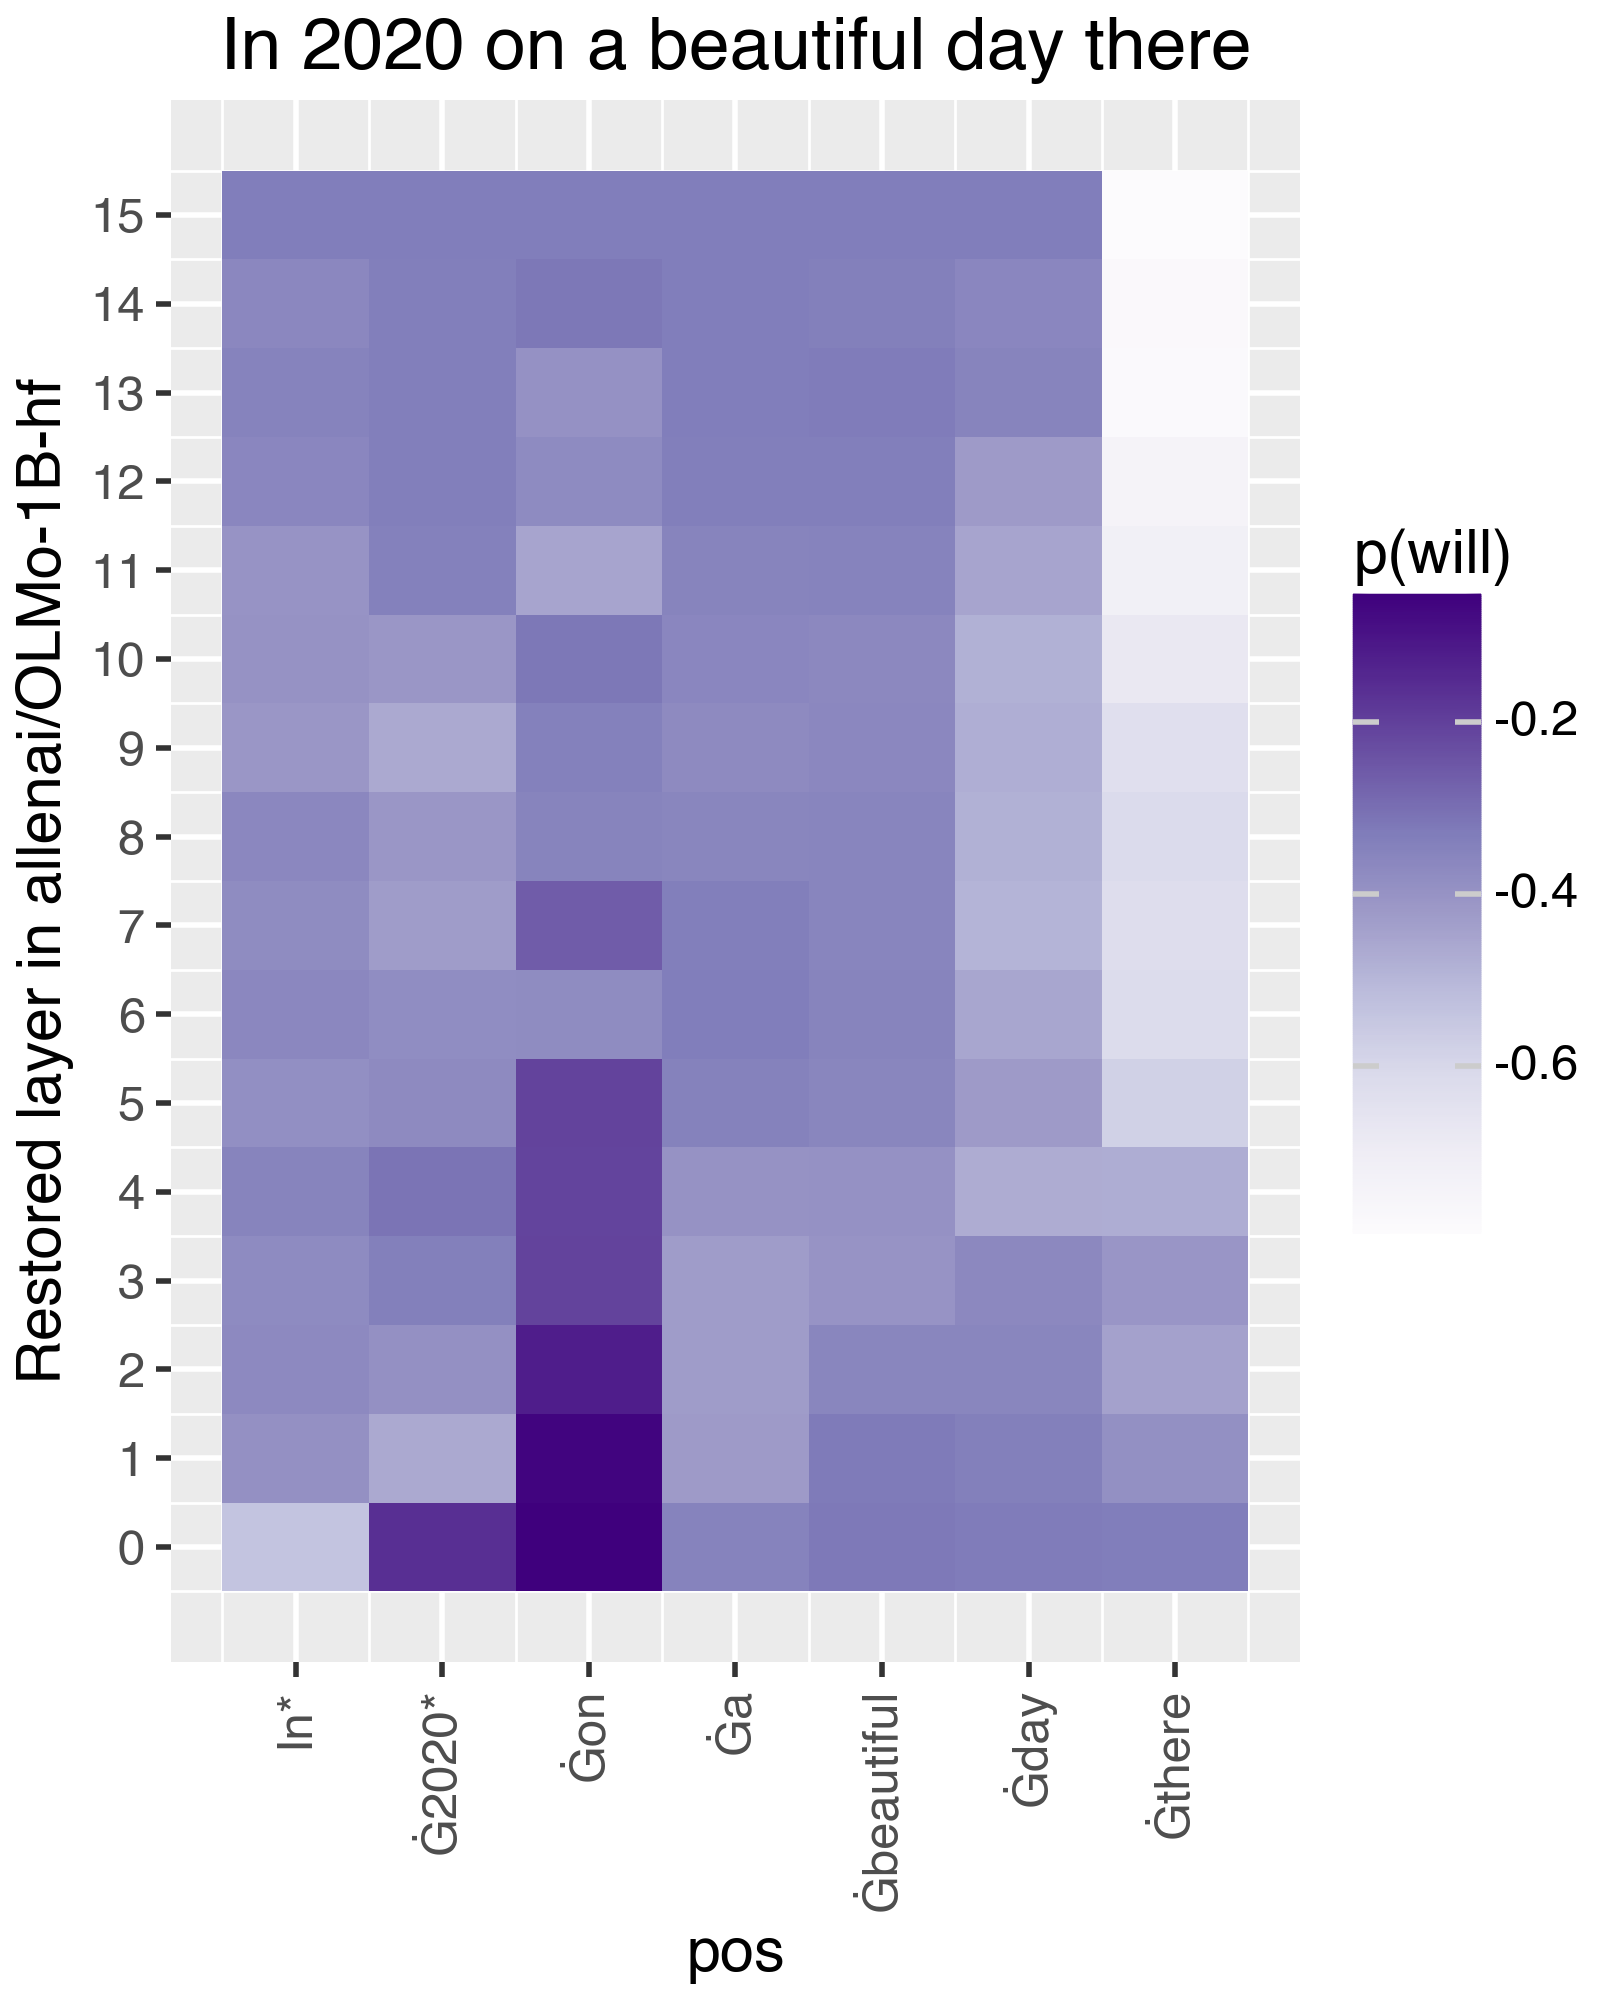 In 2020 on a beautiful day there
Restored layer in allenai/OLMo-1B-hf
15
14
13
12
11
10
9
8
7
6
5
4
3
2
1
0
In*
Ġ2020*
Ġon
Ġa
Ġbeautiful
Ġday
Ġthere
pos
p(will)
-0.2
-0.4
-0.6